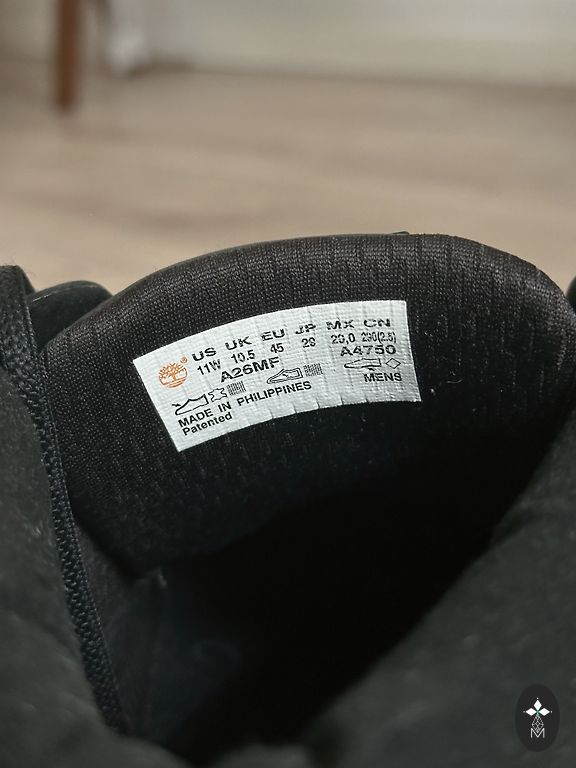 ® US UK EU JP MX CN
11W 10.5 45 29 29,0 290(2.5)
A26MF A4750
MADE IN PHILIPPINES MENS
Patented
M